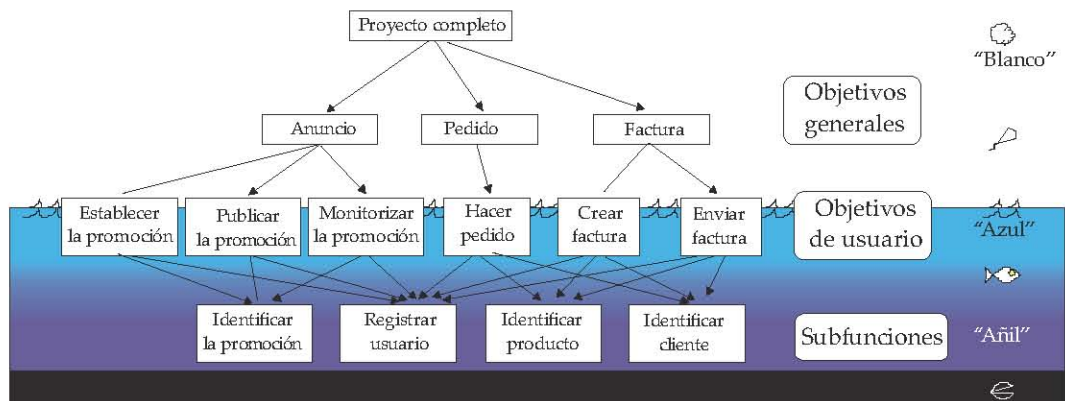 Proyecto completo
“Blanco”
Objetivos
generales
Anuncio
Pedido
Factura
Establecer
la promoción
Publicar
la promoción
Monitorizar
la promoción
Hacer
pedido
Crear
factura
Enviar
factura
Objetivos
de usuario
“Azul”
Identificar
la promoción
Registrar
usuario
Identificar
producto
Identificar
cliente
Subfunciones
“Añil”